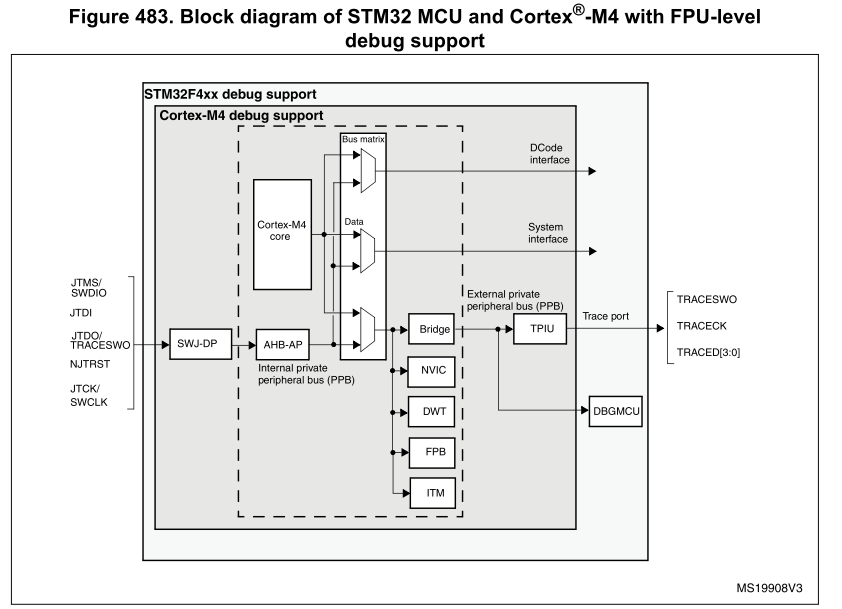 Figure 483. Block diagram of STM32 MCU and Cortex®-M4 with FPU-level
debug support
STM32F4xx debug support
Cortex-M4 debug support
Bus matrix
DCode
interface
Cortex-M4
core
Data
System
interface
JTMS/
SWDIO
JTDI
JTDO/
TRACESWO
NJTRST
JTCK/
SWCLK
SWJ-DP
AHB-AP
Internal private
peripheral bus (PPB)
External private
peripheral bus (PPB)
Bridge
NVIC
DWT
FPB
ITM
TPIU
Trace port
DBGMCU
TRACESWO
TRACECK
TRACED[3:0]
MS19908V3